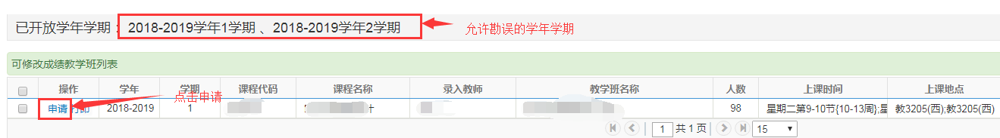 已开放学年学期：2018-2019学年1学期 、2018-2019学年2学期
允许勘误的学年学期
可修改成绩教学班列表
操作 学年 学期 课程代码 课程名称 录入教师 教学班名称 人数 上课时间 上课地点
点击申请
申请 2018-2019 1 98 星期二第9-10节{10-13周};星 教3205(西);教3205(西)
1 共 1 页 15